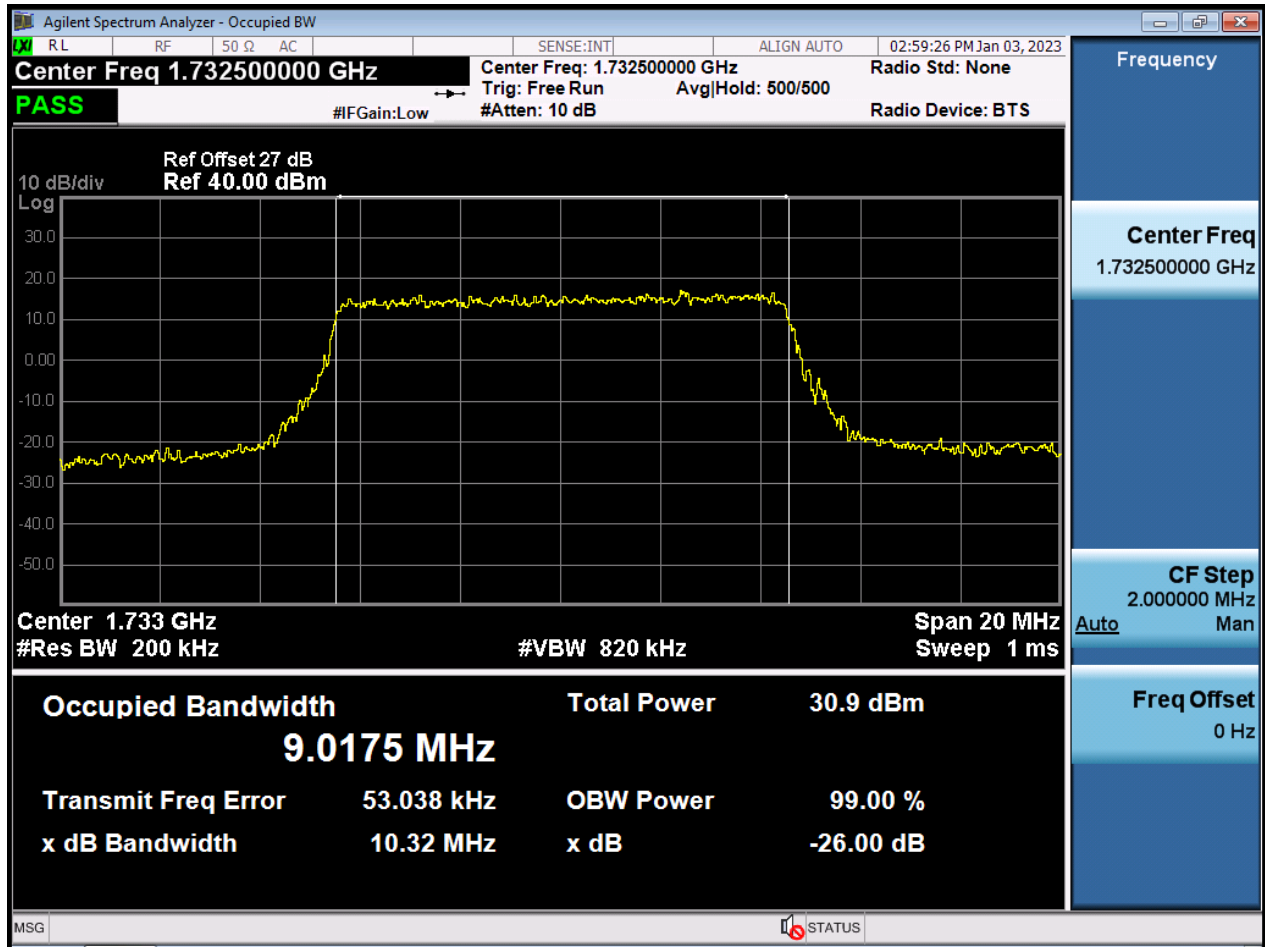 Agilent Spectrum Analyzer - Occupied BW
LXI RL RF 50 Ω AC SENSE:INT ALIGN AUTO 02:59:26 PM Jan 03, 2023
Center Freq 1.732500000 GHz
PASS
#IFGain:Low
Center Freq: 1.732500000 GHz
Trig: Free Run Avg|Hold: 500/500
#Atten: 10 dB
Radio Std: None
Radio Device: BTS
Ref Offset 27 dB
10 dB/div Ref 40.00 dBm
Log
30.0
20.0
10.0
0.00
-10.0
-20.0
-30.0
-40.0
-50.0
Center 1.733 GHz Span 20 MHz
#Res BW 200 kHz #VBW 820 kHz Sweep 1 ms
Occupied Bandwidth Total Power 30.9 dBm
9.0175 MHz
Transmit Freq Error 53.038 kHz OBW Power 99.00 %
x dB Bandwidth 10.32 MHz x dB -26.00 dB
MSG STATUS
Frequency
Center Freq
1.732500000 GHz
CF Step
2.000000 MHz
Auto Man
Freq Offset
0 Hz